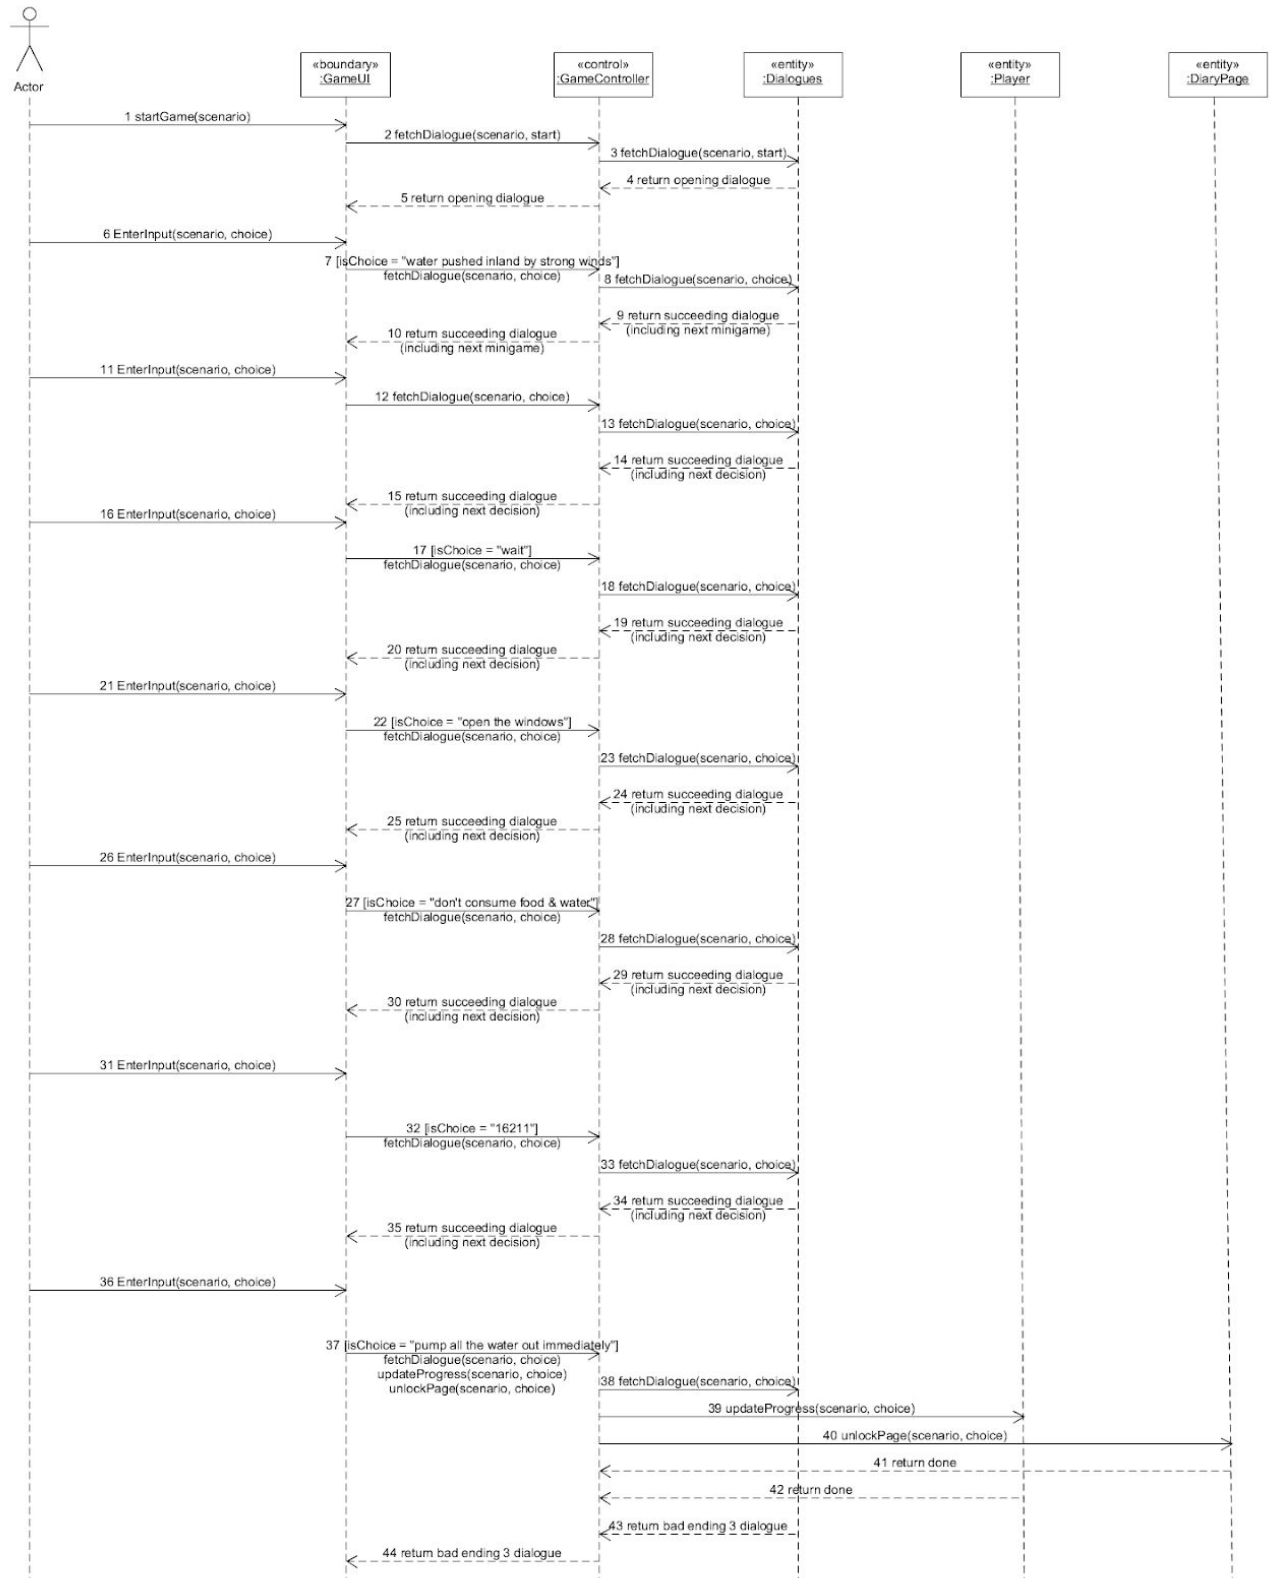 Actor
«boundary»
:GameUI
«control»
:GameController
«entity»
:Dialogues
«entity»
:Player
«entity»
:DiaryPage
1 startGame(scenario)
2 fetchDialogue(scenario, start)
3 fetchDialogue(scenario, start)
4 return opening dialogue
5 return opening dialogue
6 EnterInput(scenario, choice)
7 [isChoice = "water pushed inland by strong winds"]
fetchDialogue(scenario, choice)
8 fetchDialogue(scenario, choice)
9 return succeeding dialogue
(including next minigame)
10 return succeeding dialogue
(including next minigame)
11 EnterInput(scenario, choice)
12 fetchDialogue(scenario, choice)
13 fetchDialogue(scenario, choice)
14 return succeeding dialogue
(including next decision)
15 return succeeding dialogue
(including next decision)
16 EnterInput(scenario, choice)
17 [isChoice = "wait"]
fetchDialogue(scenario, choice)
18 fetchDialogue(scenario, choice)
19 return succeeding dialogue
(including next decision)
20 return succeeding dialogue
(including next decision)
21 EnterInput(scenario, choice)
22 [isChoice = "open the windows"]
fetchDialogue(scenario, choice)
23 fetchDialogue(scenario, choice)
24 return succeeding dialogue
(including next decision)
25 return succeeding dialogue
(including next decision)
26 EnterInput(scenario, choice)
27 [isChoice = "don't consume food & water"]
fetchDialogue(scenario, choice)
28 fetchDialogue(scenario, choice)
29 return succeeding dialogue
(including next decision)
30 return succeeding dialogue
(including next decision)
31 EnterInput(scenario, choice)
32 [isChoice = "16211"]
fetchDialogue(scenario, choice)
33 fetchDialogue(scenario, choice)
34 return succeeding dialogue
(including next decision)
35 return succeeding dialogue
(including next decision)
36 EnterInput(scenario, choice)
37 [isChoice = "pump all the water out immediately"]
fetchDialogue(scenario, choice)
updateProgress(scenario, choice)
unlockPage(scenario, choice)
38 fetchDialogue(scenario, choice)
39 updateProgress(scenario, choice)
40 unlockPage(scenario, choice)
41 return done
42 return done
43 return bad ending 3 dialogue
44 return bad ending 3 dialogue